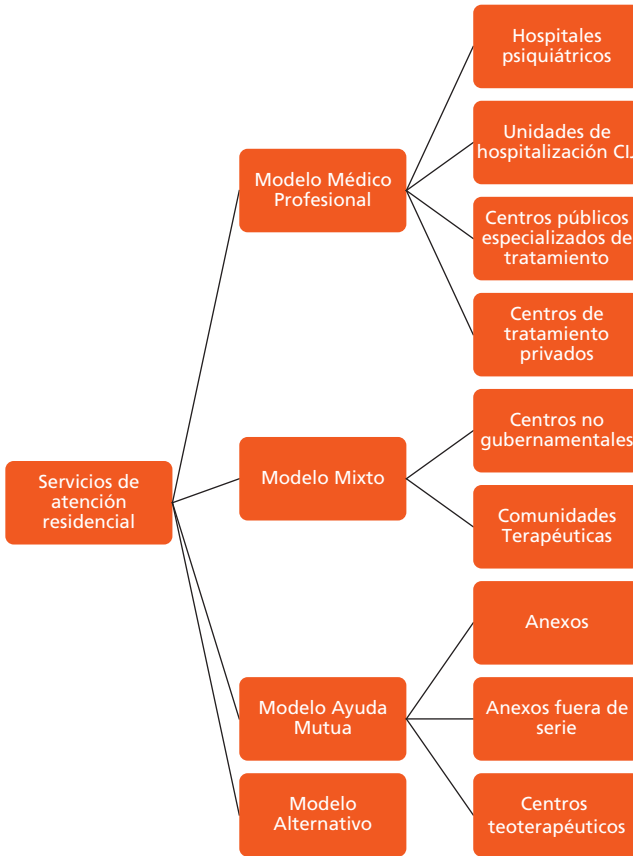 Servicios de
atención
residencial
Modelo Médico
Profesional
Hospitales
psiquiátricos
Unidades de
hospitalización CIJ
Centros públicos
especializados de
tratamiento
Centros de
tratamiento
privados
Modelo Mixto
Centros no
gubernamentales
Comunidades
Terapéuticas
Modelo Ayuda
Mutua
Anexos
Anexos fuera de
serie
Centros
teoterapéuticos
Modelo
Alternativo